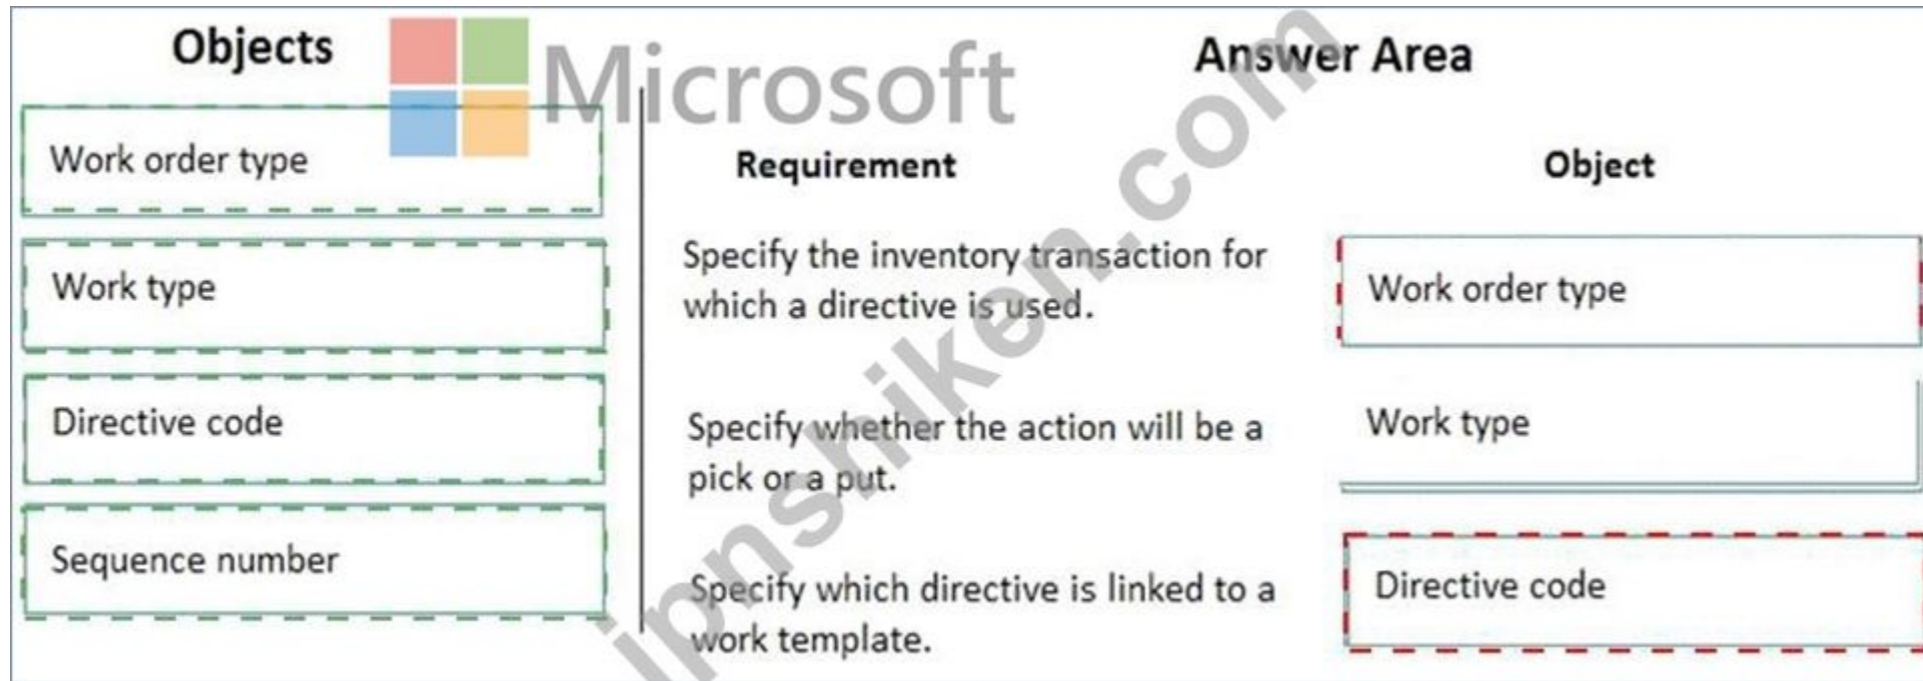 Objects
Microsoft
Answer Area
Work order type
Work type
Directive code
Sequence number
Requirement
Object
Specify the inventory transaction for
which a directive is used.
Work order type
Specify whether the action will be a
pick or a put.
Work type
Specify which directive is linked to a
work template.
Directive code
jpnshiken.com